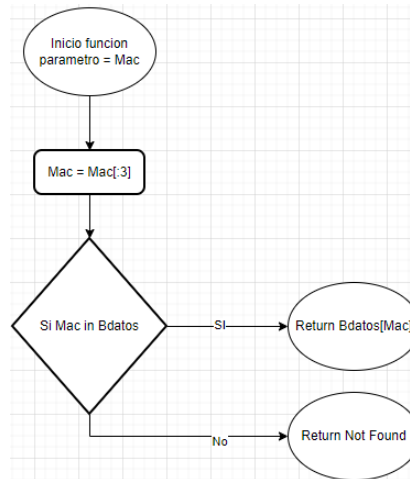 Inicio funcion
parametro = Mac
Mac = Mac[:3]
Si Mac in Bdatos
SI
Return Bdatos[Mac]
No
Return Not Found